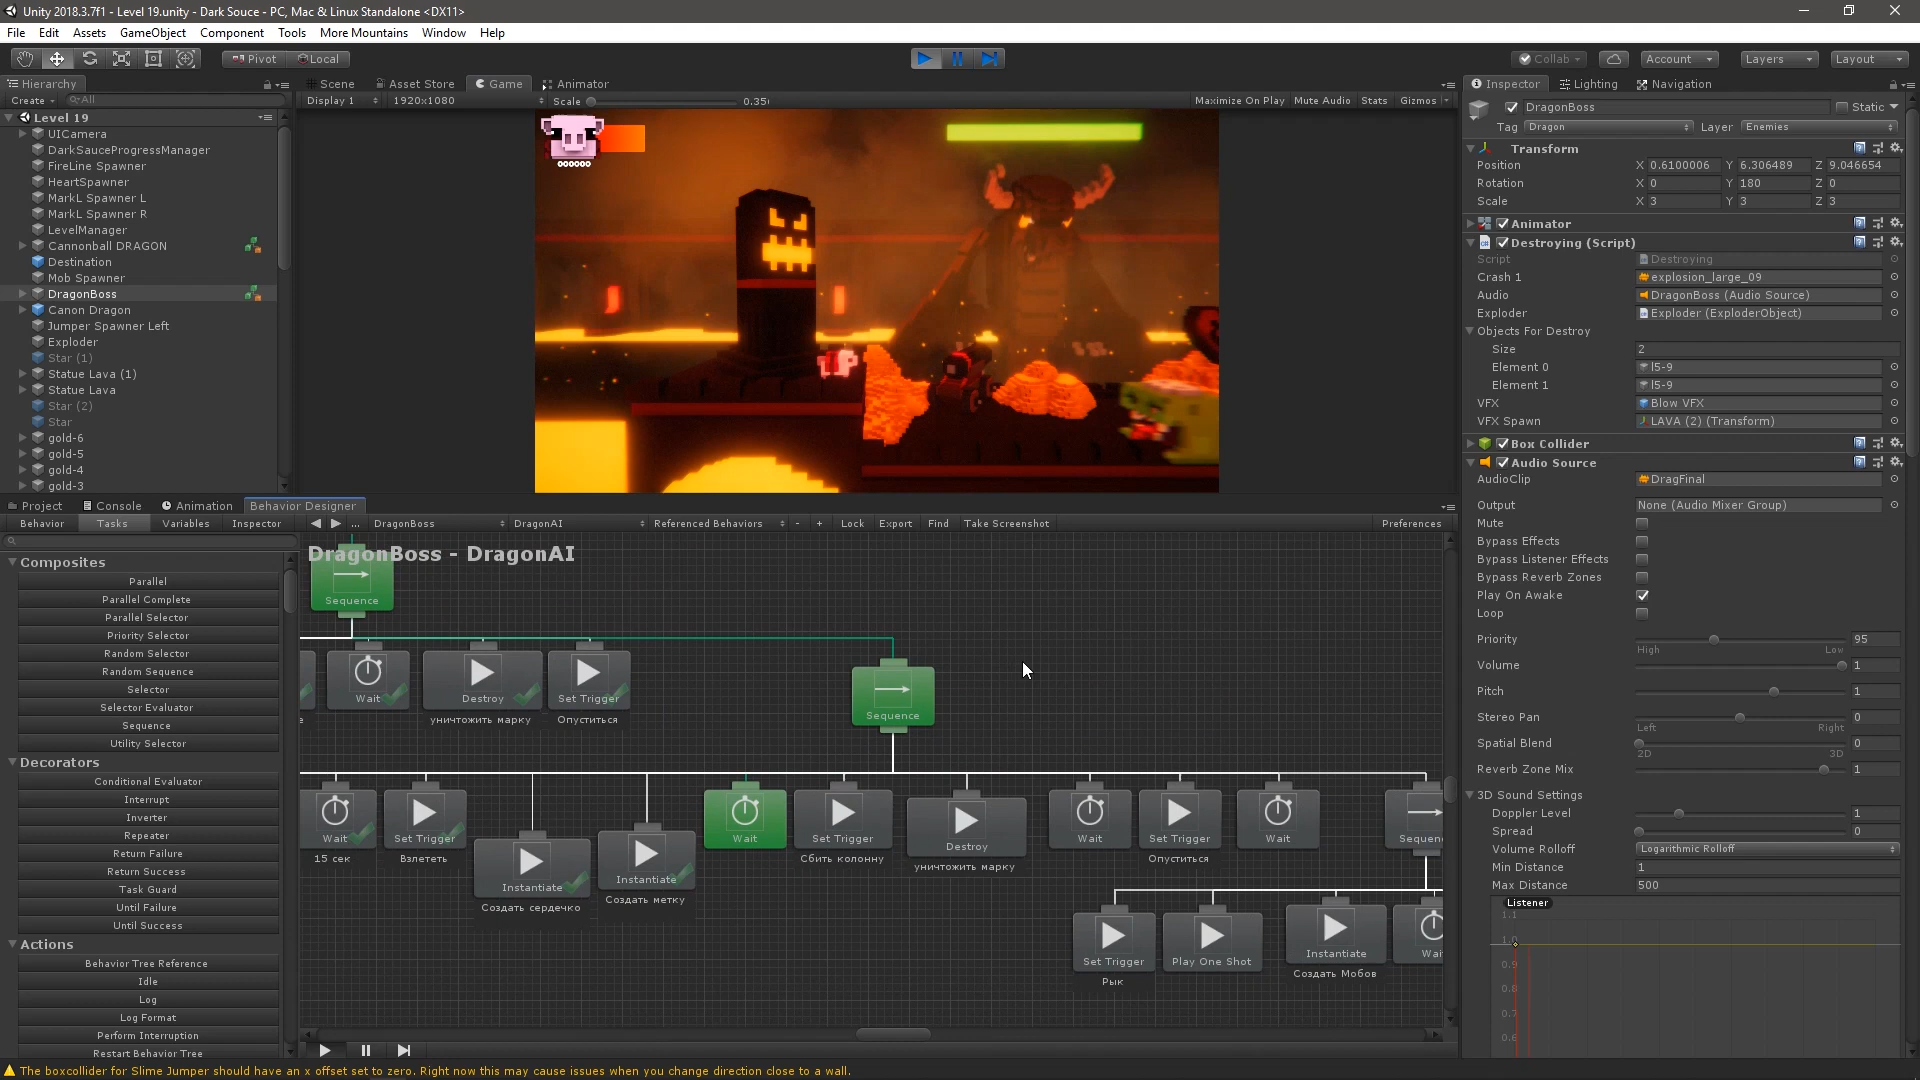 Unity 2018.3.7f1 - Level 19.unity - Dark Souce - PC, Mac & Linux Standalone <DX11>
File Edit Assets GameObject Component Tools More Mountains Window Help
Pivot Local Collab Account Layers Layout
Hierarchy
Create All
Level 19
UICamera
DarkSauceProgressManager
FireLine Spawner
HeartSpawner
MarkL Spawner L
MarkL Spawner R
LevelManager
Cannonball DRAGON
Destination
Mob Spawner
DragonBoss
Canon Dragon
Jumper Spawner Left
Exploder
Star (1)
Statue Lava (1)
Statue Lava
Star (2)
Star
gold-6
gold-5
gold-4
gold-3
Scene Asset Store Game Animator
Display 1 1920x1080 Scale 0.35 Maximize On Play Mute Audio Stats Gizmos
Project Console Animation Behavior Designer
Behavior Tasks Variables Inspector ... DragonBoss DragonAI Referenced Behaviors - + Lock Export Find Take Screenshot Preferences
Composites
Parallel
Parallel Complete
Parallel Selector
Priority Selector
Random Selector
Random Sequence
Selector
Selector Evaluator
Sequence
Utility Selector
Decorators
Conditional Evaluator
Interrupt
Inverter
Repeater
Return Failure
Return Success
Task Guard
Until Failure
Until Success
Actions
Behavior Tree Reference
Idle
Log
Log Format
Perform Interruption
Restart Behavior Tree
DragonBoss - DragonAI
Sequence
Wait Destroy Set Trigger
уничтожить марку Опуститься
Sequence
Wait Set Trigger Instantiate Instantiate Wait Set Trigger Destroy Wait Set Trigger Wait Sequenc
15 сек Взлететь Создать сердечко Создать метку Сбить колонну уничтожить марку Опуститься
Set Trigger Play One Shot Instantiate Wai
Рык Создать Мобов
Inspector Lighting Navigation
DragonBoss Static
Tag Dragon Layer Enemies
Transform
Position X 0.6100006 Y 6.306489 Z 9.046654
Rotation X 0 Y 180 Z 0
Scale X 3 Y 3 Z 3
Animator
Destroying (Script)
Script Destroying
Crash 1 explosion_large_09
Audio DragonBoss (Audio Source)
Exploder Exploder (ExploderObject)
Objects For Destroy
Size 2
Element 0 l5-9
Element 1 l5-9
VFX Blow VFX
VFX Spawn LAVA (2) (Transform)
Box Collider
Audio Source
AudioClip DragFinal
Output None (Audio Mixer Group)
Mute
Bypass Effects
Bypass Listener Effects
Bypass Reverb Zones
Play On Awake
Loop
Priority 95
High Low
Volume 1
Pitch 1
Stereo Pan 0
Left Right
Spatial Blend 0
2D 3D
Reverb Zone Mix 1
3D Sound Settings
Doppler Level 1
Spread 0
Volume Rolloff Logarithmic Rolloff
Min Distance 1
Max Distance 500
Listener
1.1
1.0
0.9
0.8
0.7
0.6
The boxcollider for Slime Jumper should have an x offset set to zero. Right now this may cause issues when you change direction close to a wall.